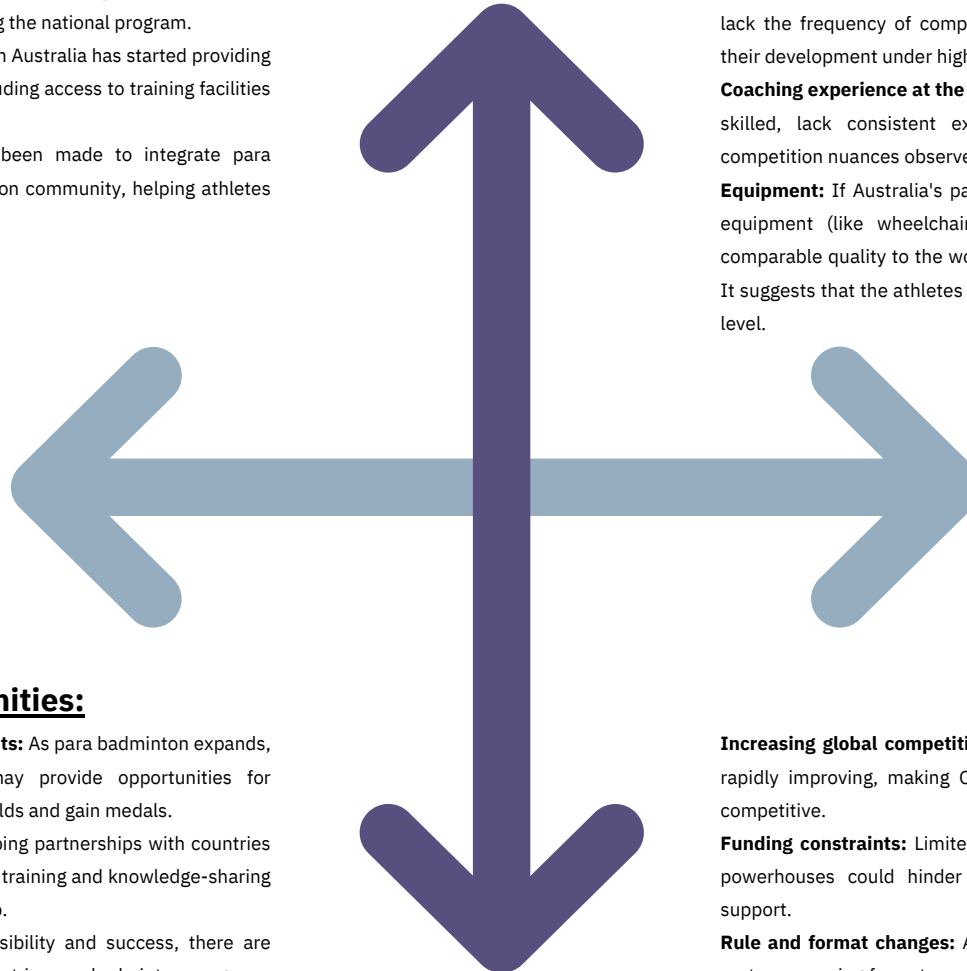 g the national program.
n Australia has started providing
uding access to training facilities
been made to integrate para
on community, helping athletes
lack the frequency of comp
their development under high
Coaching experience at the
skilled, lack consistent ex
competition nuances observe
Equipment: If Australia's pa
equipment (like wheelchair
comparable quality to the wo
It suggests that the athletes
level.
nities:
ts: As para badminton expands,
may provide opportunities for
lds and gain medals.
ping partnerships with countries
training and knowledge-sharing
.
sibility and success, there are
Increasing global competiti
rapidly improving, making C
competitive.
Funding constraints: Limite
powerhouses could hinder
support.
Rule and format changes: A